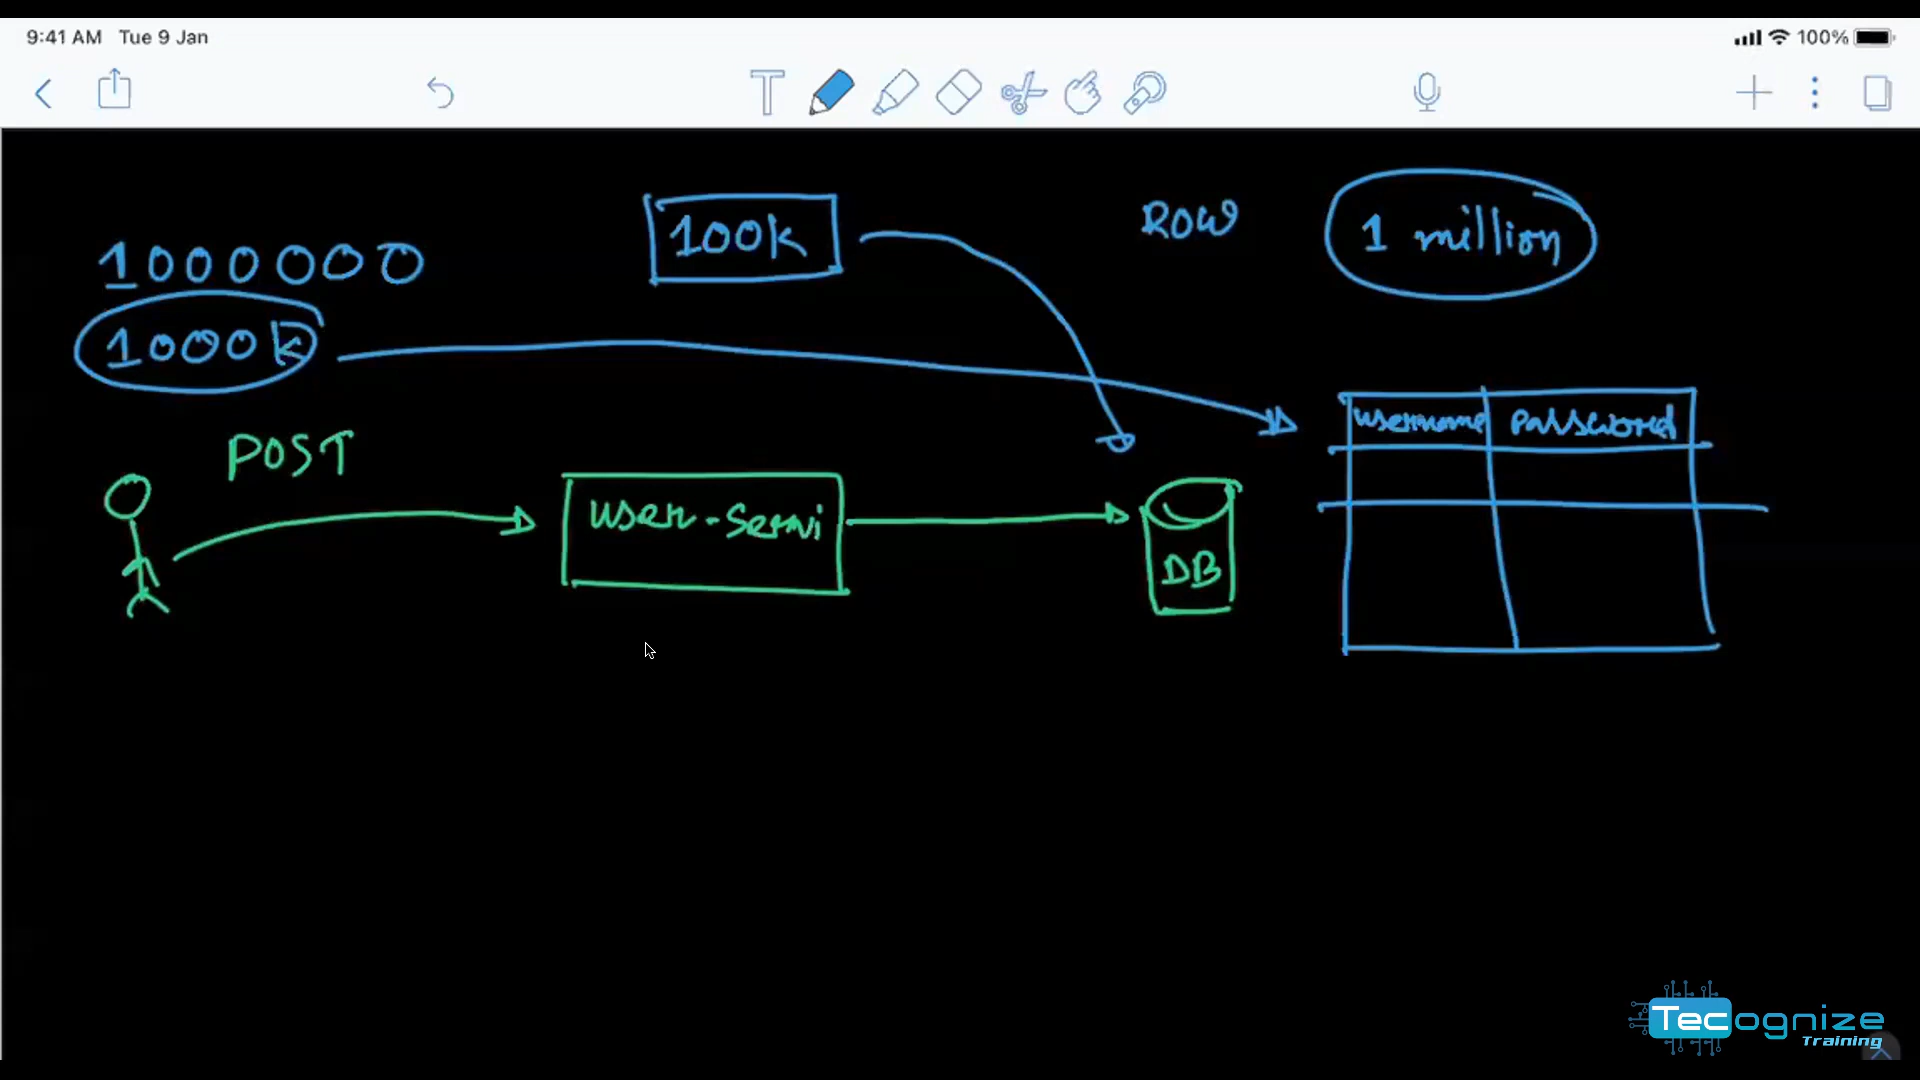 9:41 AM Tue 9 Jan
100%
T
100k
ROW
1 million
1000000
1000k
username password
POST
user-servi
DB
Tecognize
Training